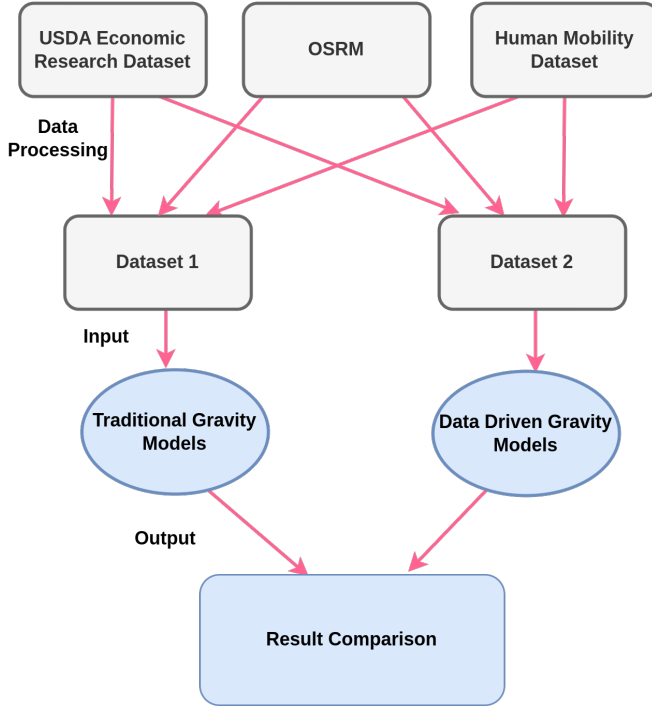 USDA Economic
Research Dataset
OSRM
Human Mobility
Dataset
Data
Processing
Dataset 1
Dataset 2
Input
Traditional Gravity
Models
Data Driven Gravity
Models
Output
Result Comparison